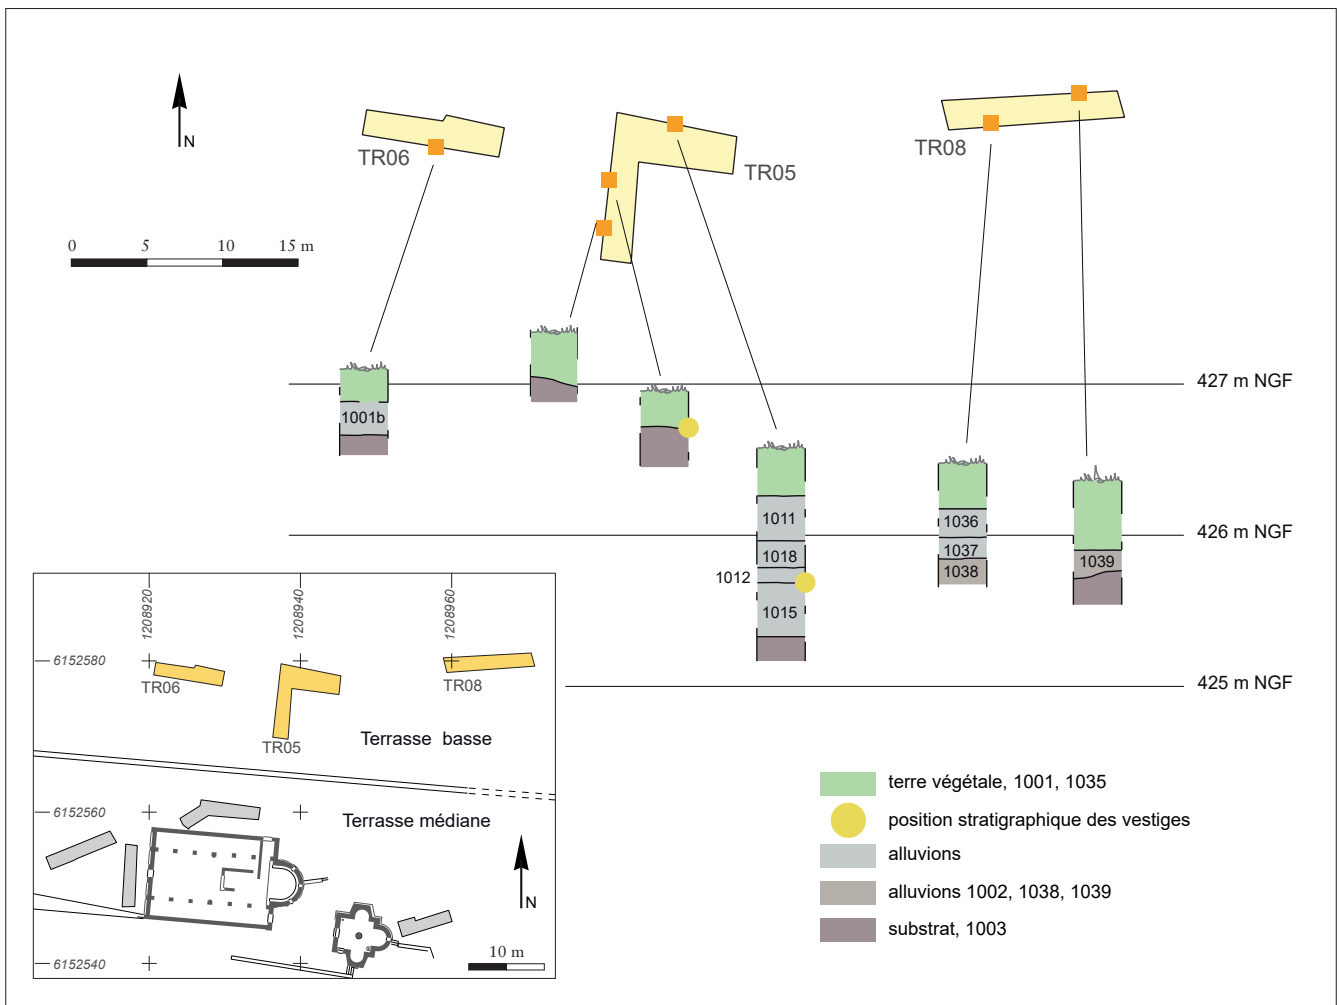 N
TR06
TR05
TR08
0 5 10 15 m
427 m NGF
1001b
426 m NGF
1011
1018
1012
1015
1036
1037
1038
1039
425 m NGF
1208920
1208940
1208960
6152580
TR06
TR05
TR08
Terrasse basse
6152560
Terrasse médiane
N
10 m
6152540
terre végétale, 1001, 1035
position stratigraphique des vestiges
alluvions
alluvions 1002, 1038, 1039
substrat, 1003